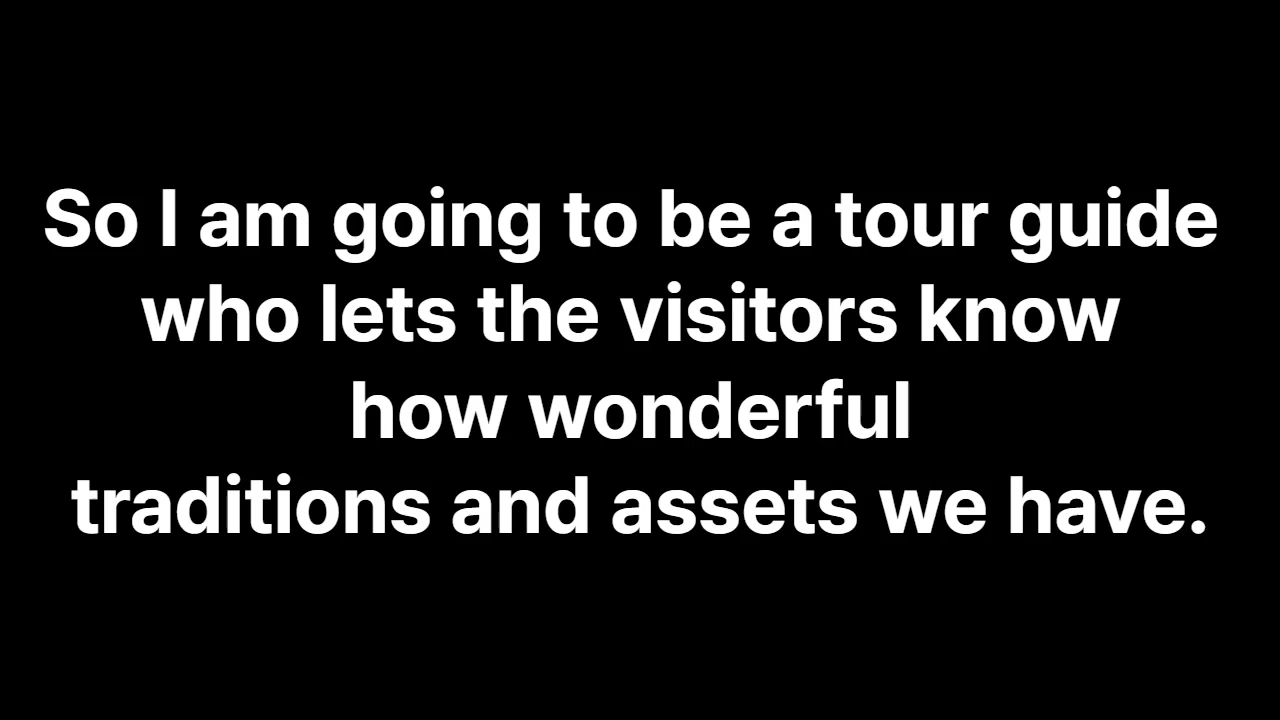 So I am going to be a tour guide
who lets the visitors know
how wonderful
traditions and assets we have.